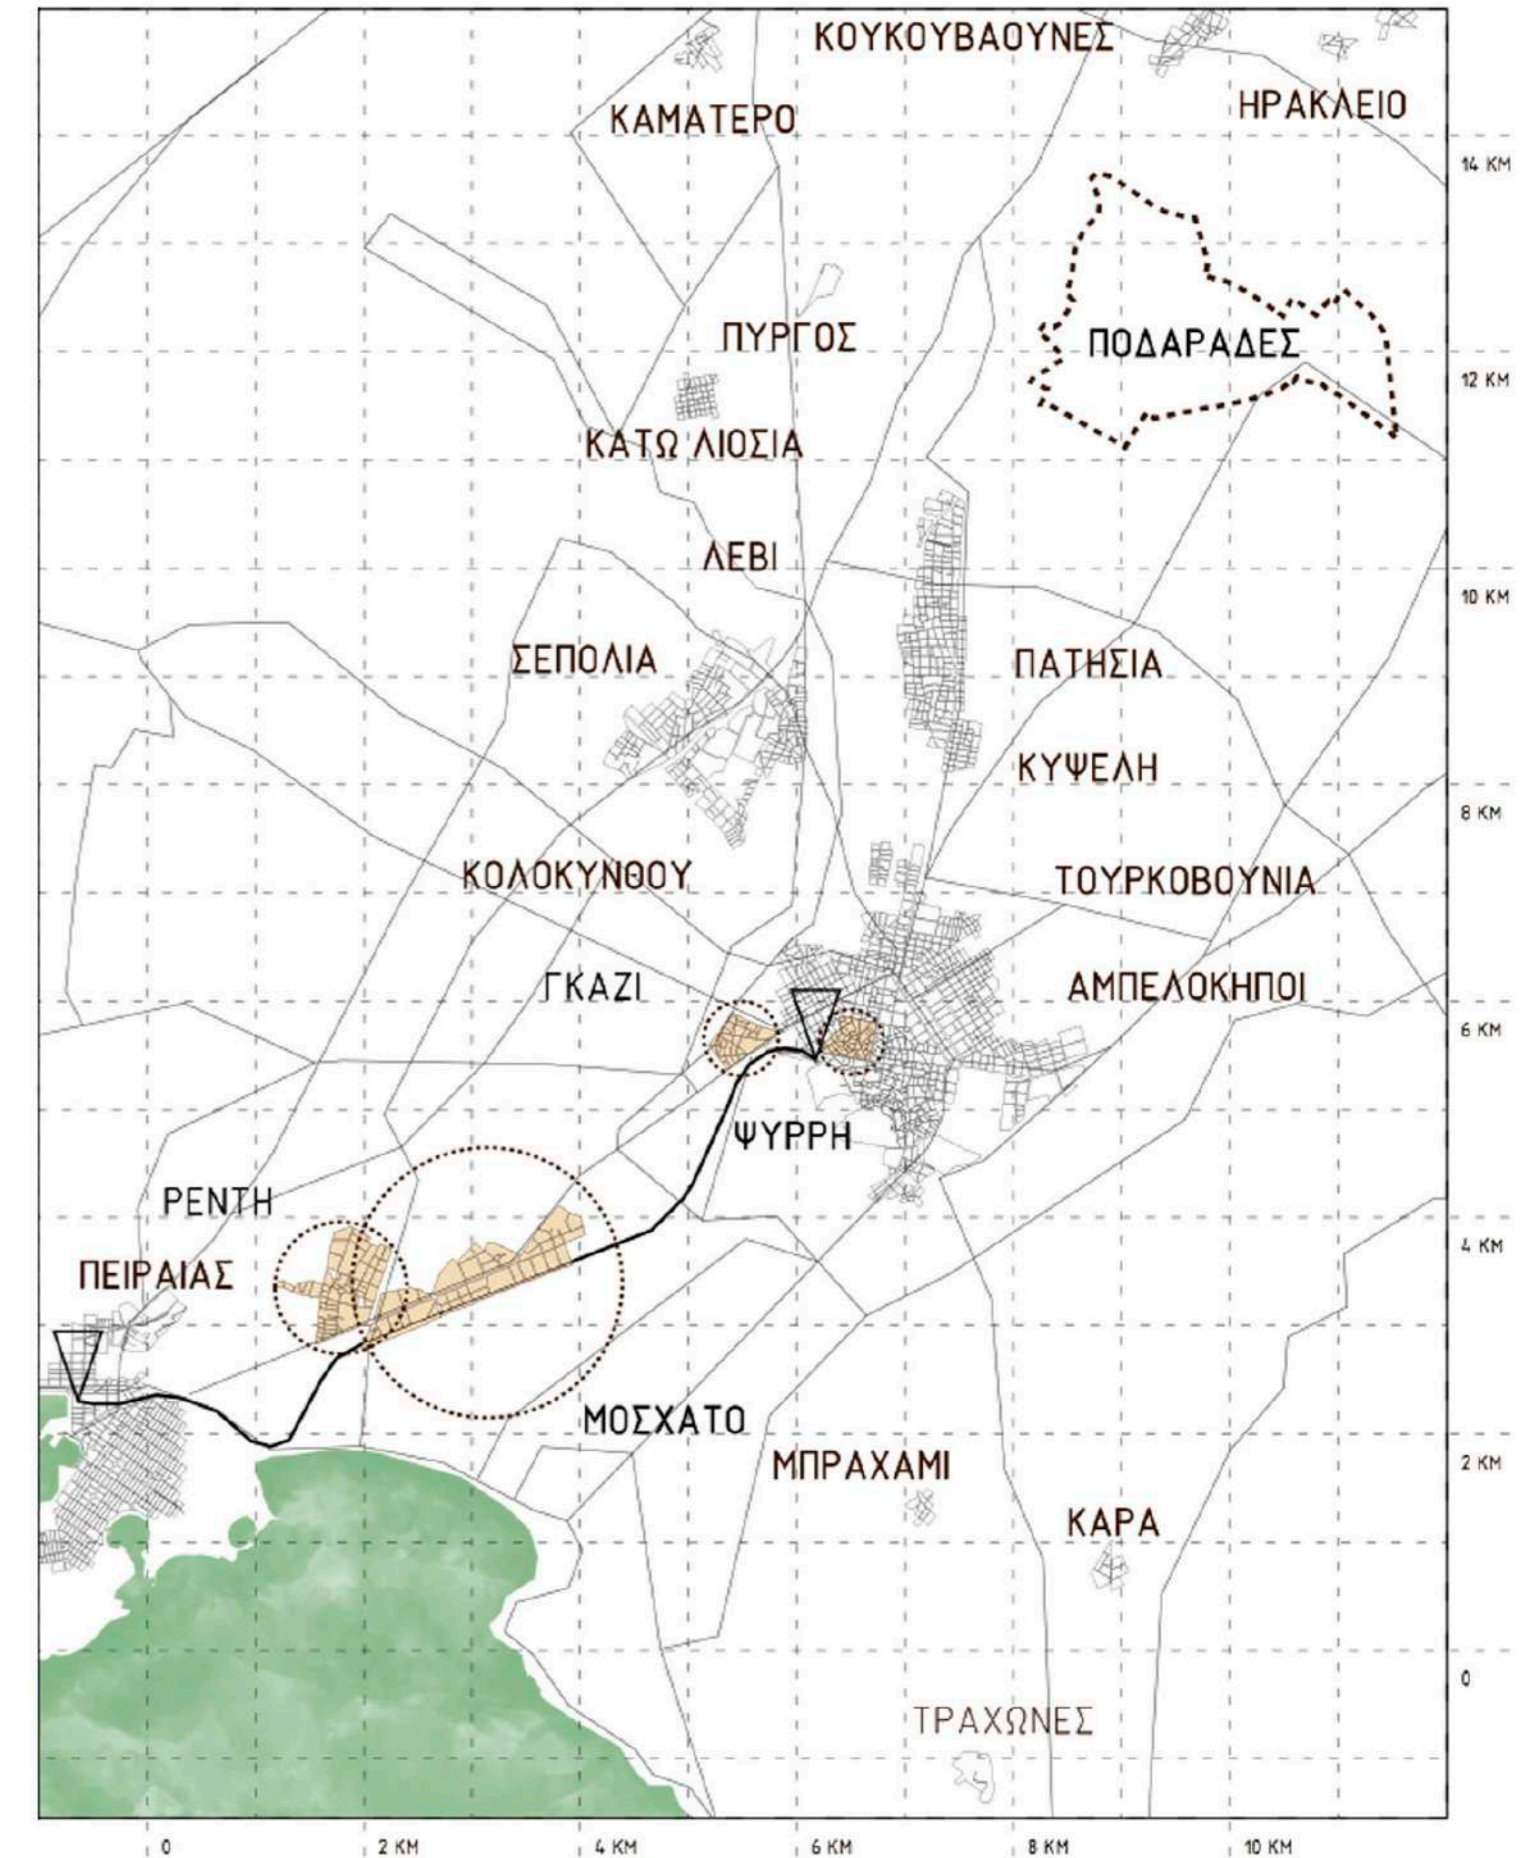 ΚΟΥΚΟΥΒΑΟΥΝΕΣ
ΗΡΑΚΛΕΙΟ
ΚΑΜΑΤΕΡΟ
14 KM
ΠΥΡΓΟΣ
ΠΟΔΑΡΑΔΕΣ
12 KM
ΚΑΤΩ ΛΙΟΣΙΑ
ΛΕΒΙ
10 KM
ΣΕΠΟΛΙΑ
ΠΑΤΗΣΙΑ
ΚΥΨΕΛΗ
8 KM
ΚΟΛΟΚΥΝΘΟΥ
ΤΟΥΡΚΟΒΟΥΝΙΑ
ΓΚΑΖΙ
ΑΜΠΕΛΟΚΗΠΟΙ
6 KM
ΨΥΡΡΗ
ΡΕΝΤΗ
4 KM
ΠΕΙΡΑΙΑΣ
ΜΟΣΧΑΤΟ
ΜΠΡΑΧΑΜΙ
2 KM
ΚΑΡΑ
0
ΤΡΑΧΩΝΕΣ
0 2 KM 4 KM 6 KM 8 KM 10 KM